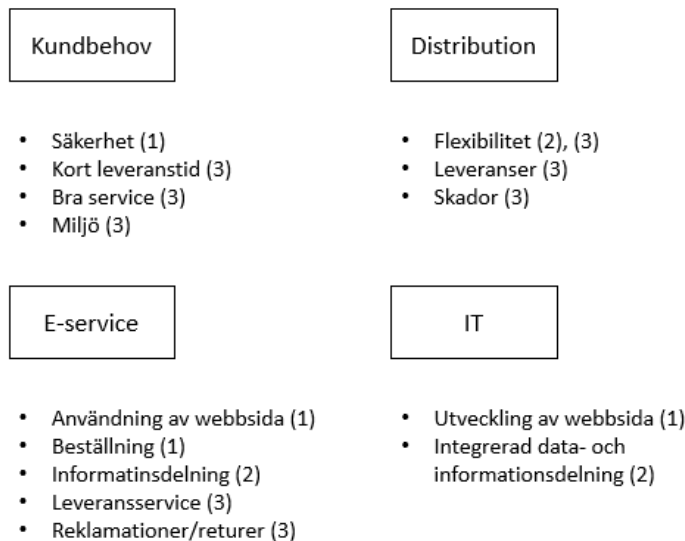 Kundbehov
• Säkerhet (1)
• Kort leveranstid (3)
• Bra service (3)
• Miljö (3)
Distribution
• Flexibilitet (2), (3)
• Leveranser (3)
• Skador (3)
E-service
• Användning av webbsida (1)
• Beställning (1)
• Informatinsdelning (2)
• Leveransservice (3)
• Reklamationer/returer (3)
IT
• Utveckling av webbsida (1)
• Integrerad data- och
informationsdelning (2)